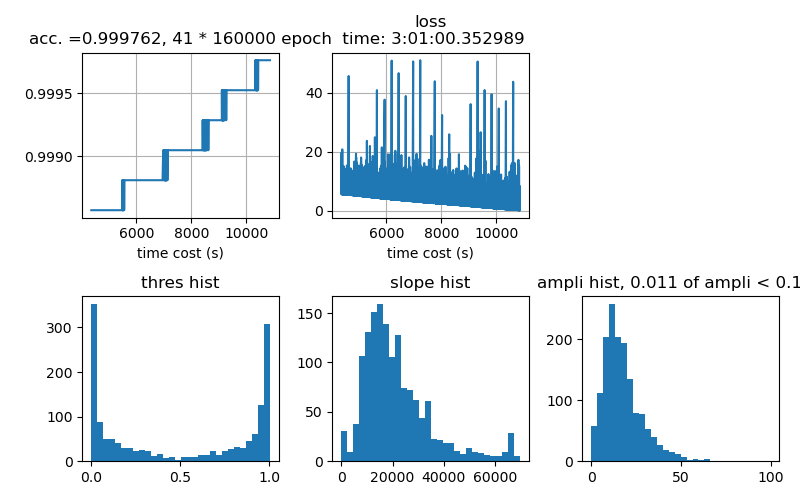 loss
acc. =0.999762, 41 * 160000 epoch time: 3:01:00.352989
0.9995
0.9990
6000 8000 10000
time cost (s)
40
20
0
6000 8000 10000
time cost (s)
thres hist
300
200
100
0
0.0 0.5 1.0
slope hist
150
100
50
0
0 20000 40000 60000
ampli hist, 0.011 of ampli < 0.1
200
100
0
0 50 100